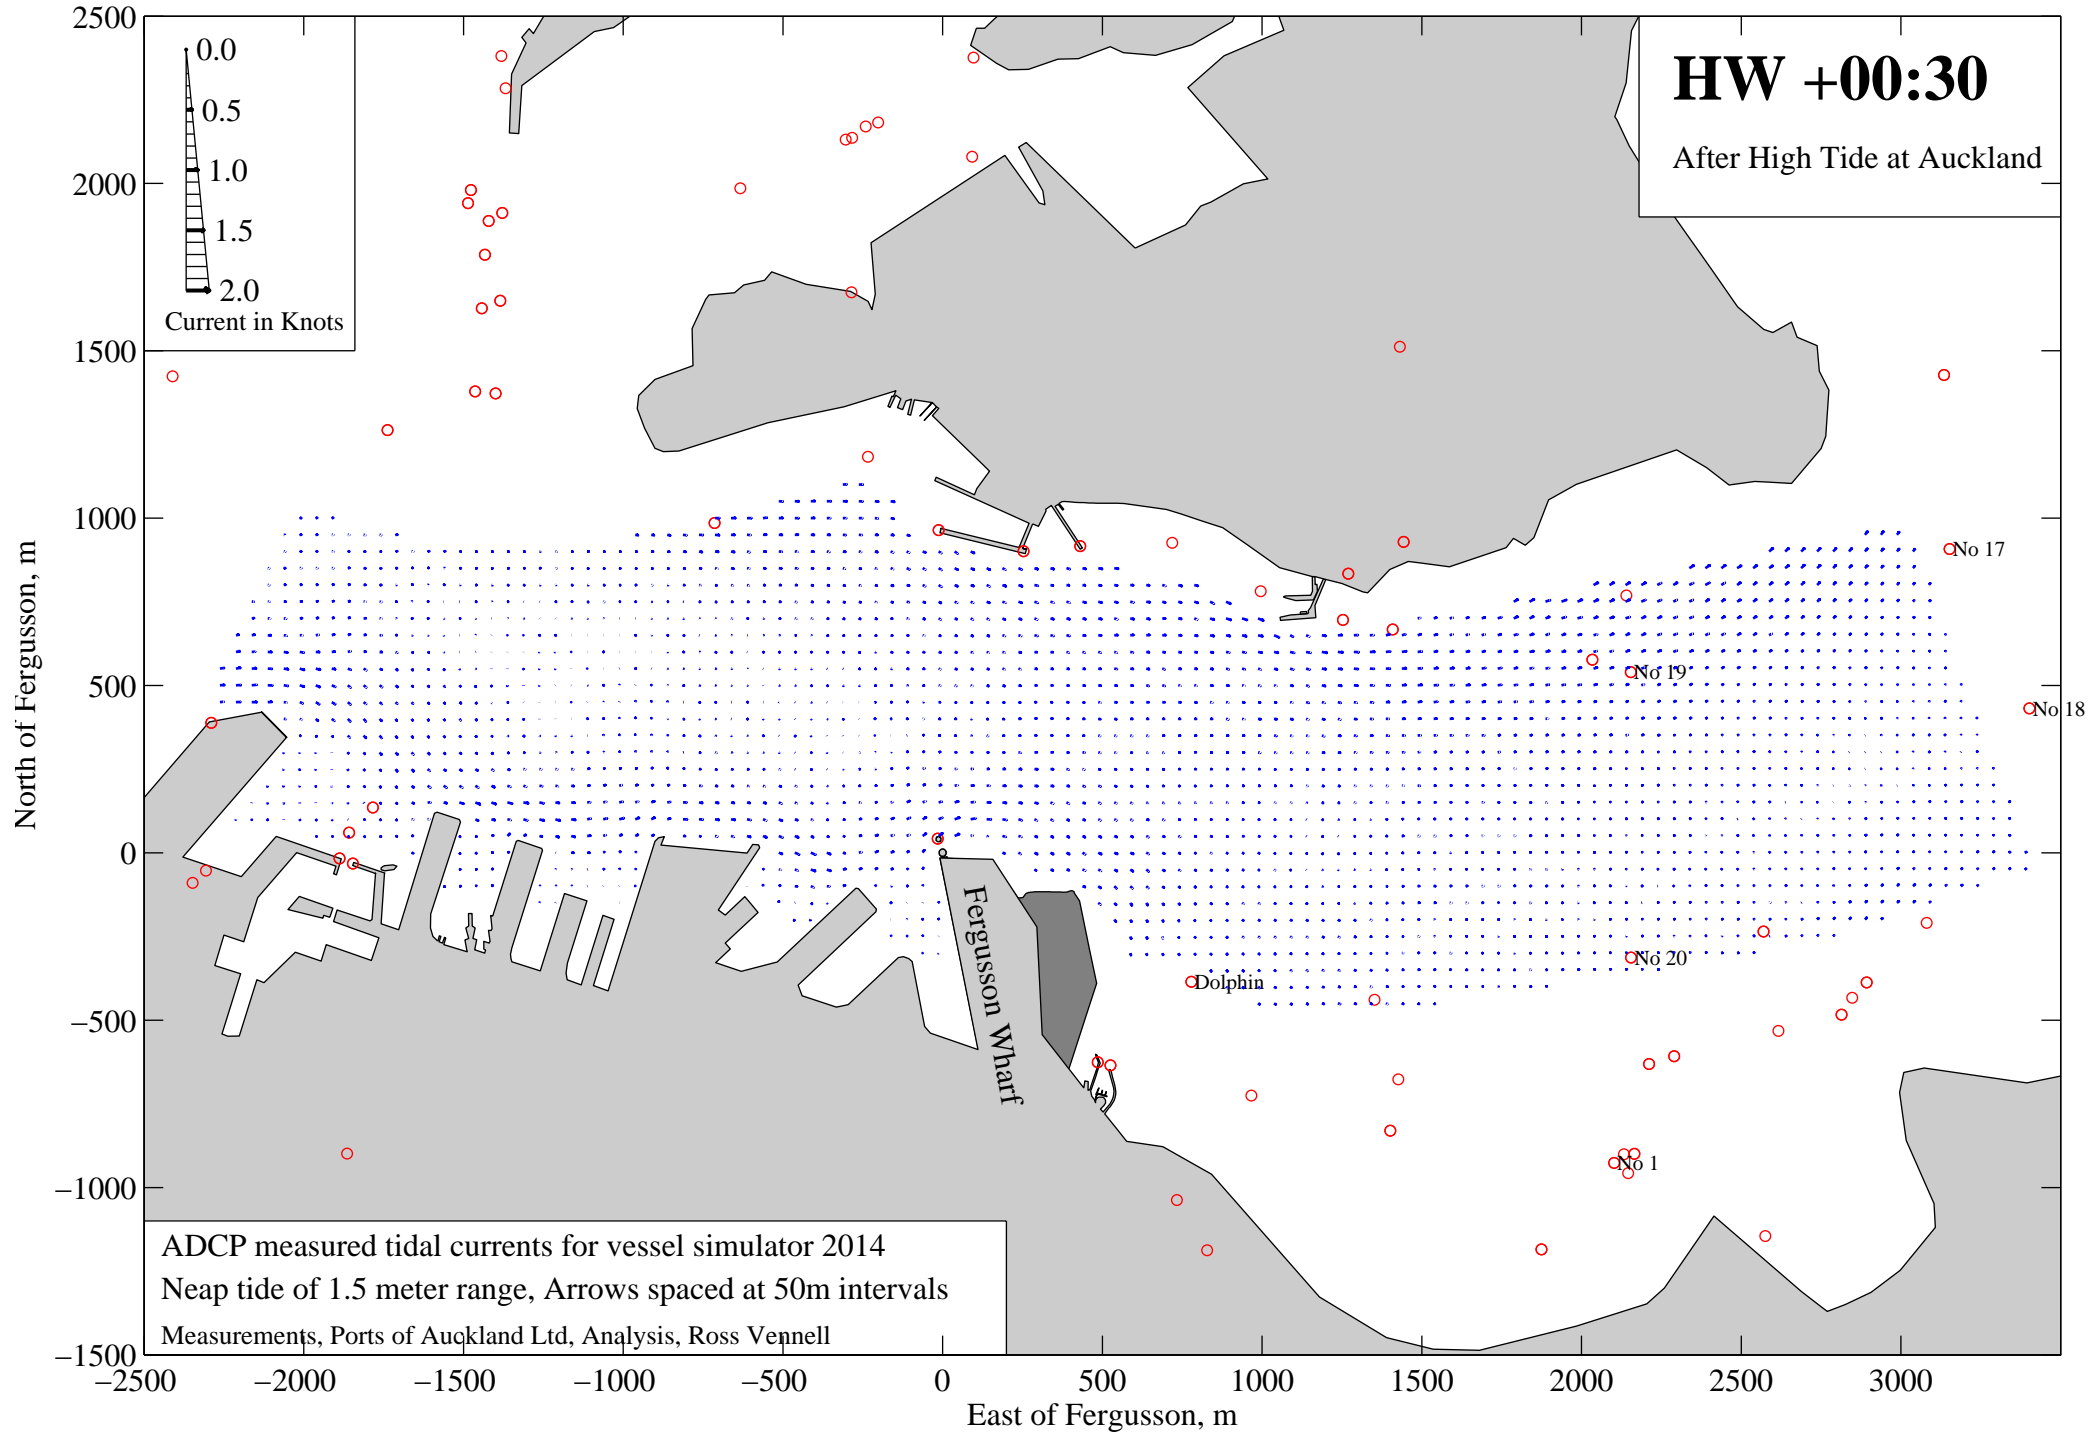 2500
2000
1500
1000
500
0
−500
−1000
−1500
−2500
−2000
−1500
−1000
−500
0
500
1000
1500
2000
2500
3000
East of Fergusson, m
North of Fergusson, m
0.0
0.5
1.0
1.5
2.0
Current in Knots
HW +00:30
After High Tide at Auckland
No 17
No 19
No 18
No 20
Dolphin
No 1
Fergusson Wharf
ADCP measured tidal currents for vessel simulator 2014
Neap tide of 1.5 meter range, Arrows spaced at 50m intervals
Measurements, Ports of Auckland Ltd, Analysis, Ross Vennell